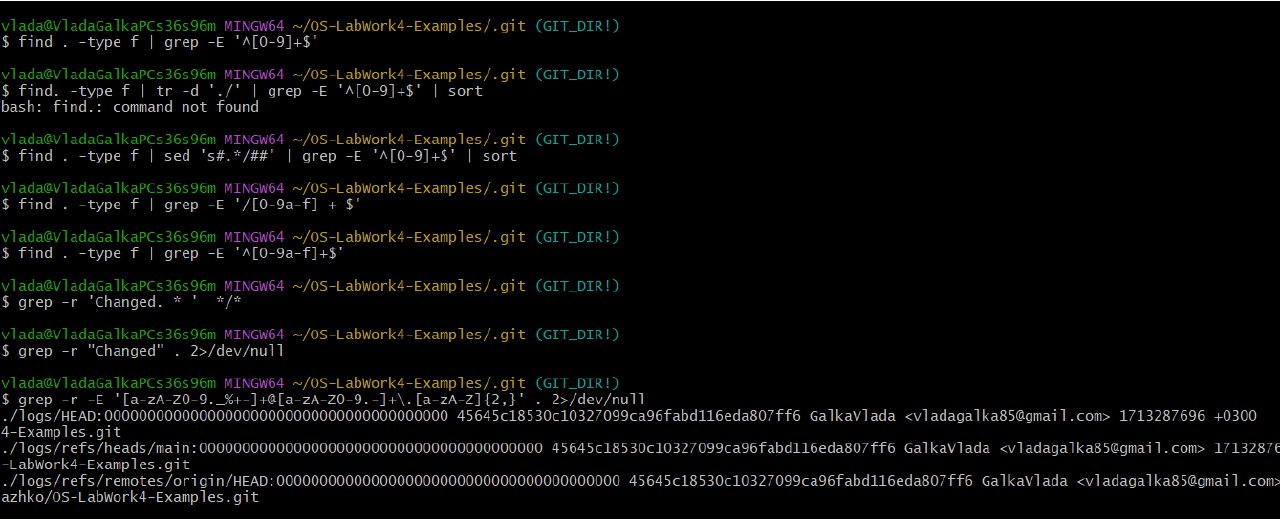 vlada@VladaGalkaPCs36s96m MINGW64 ~/OS-LabWork4-Examples/.git (GIT_DIR!)
$ find . -type f | grep -E '^[0-9]+$'
vlada@VladaGalkaPCs36s96m MINGW64 ~/OS-LabWork4-Examples/.git (GIT_DIR!)
$ find. -type f | tr -d './' | grep -E '^[0-9]+$' | sort
bash: find.: command not found
vlada@VladaGalkaPCs36s96m MINGW64 ~/OS-LabWork4-Examples/.git (GIT_DIR!)
$ find . -type f | sed 's#.*/##' | grep -E '^[0-9]+$' | sort
vlada@VladaGalkaPCs36s96m MINGW64 ~/OS-LabWork4-Examples/.git (GIT_DIR!)
$ find . -type f | grep -E '/[0-9a-f] + $'
vlada@VladaGalkaPCs36s96m MINGW64 ~/OS-LabWork4-Examples/.git (GIT_DIR!)
$ find . -type f | grep -E '^[0-9a-f]+$'
vlada@VladaGalkaPCs36s96m MINGW64 ~/OS-LabWork4-Examples/.git (GIT_DIR!)
$ grep -r 'Changed. * '  */*
vlada@VladaGalkaPCs36s96m MINGW64 ~/OS-LabWork4-Examples/.git (GIT_DIR!)
$ grep -r "Changed" . 2>/dev/null
vlada@VladaGalkaPCs36s96m MINGW64 ~/OS-LabWork4-Examples/.git (GIT_DIR!)
$ grep -r -E '[a-zA-Z0-9._%+-]+@[a-zA-Z0-9.-]+\.[a-zA-Z]{2,}' . 2>/dev/null
./logs/HEAD:0000000000000000000000000000000000000000 45645c18530c10327099ca96fabd116eda807ff6 GalkaVlada <vladagalka85@gmail.com> 1713287696 +0300
4-Examples.git
./logs/refs/heads/main:0000000000000000000000000000000000000000 45645c18530c10327099ca96fabd116eda807ff6 GalkaVlada <vladagalka85@gmail.com> 17132876
-LabWork4-Examples.git
./logs/refs/remotes/origin/HEAD:0000000000000000000000000000000000000000 45645c18530c10327099ca96fabd116eda807ff6 GalkaVlada <vladagalka85@gmail.com>
azhko/OS-LabWork4-Examples.git